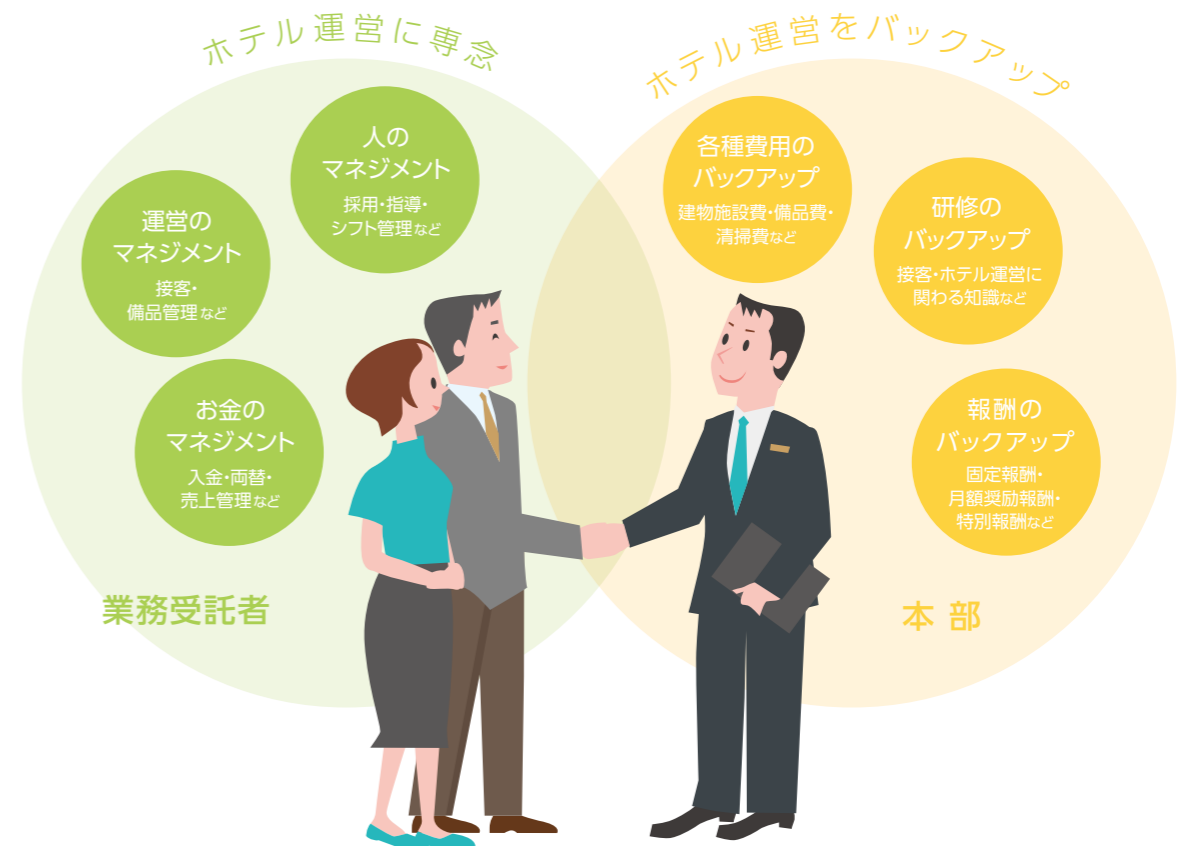 ホテル運営に専念
人の
マネジメント
採用・指導・
シフト管理など
運営の
マネジメント
接客・
備品管理など
お金の
マネジメント
入金・両替・
売上管理など
業務受託者
ホテル運営をバックアップ
各種費用の
バックアップ
建物施設費・備品費・
清掃費など
研修の
バックアップ
接客・ホテル運営に
関わる知識など
報酬の
バックアップ
固定報酬・
月額奨励報酬・
特別報酬など
本部